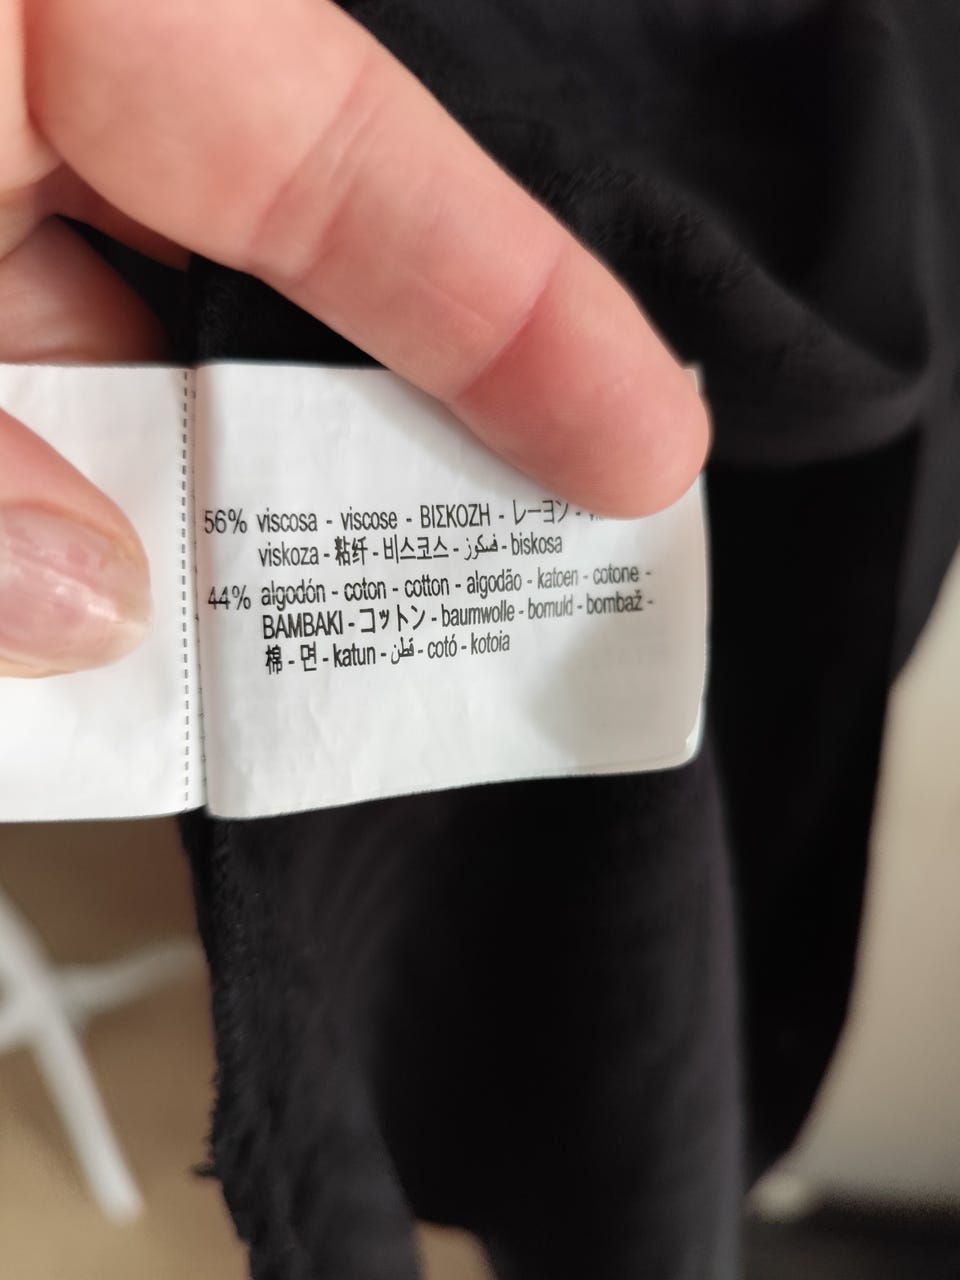 56% viscosa - viscose - ΒΙΣΚΟΖΗ - レーヨン -
viskoza - 粘纤 - 비스코스 - فسكوز - biskosa
44% algodón - coton - cotton - algodão - katoen - cotone -
BAMBAKI - コットン - baumwolle - bomuld - bombaž -
棉 - 면 - katun - قطن - cotó - kotoia